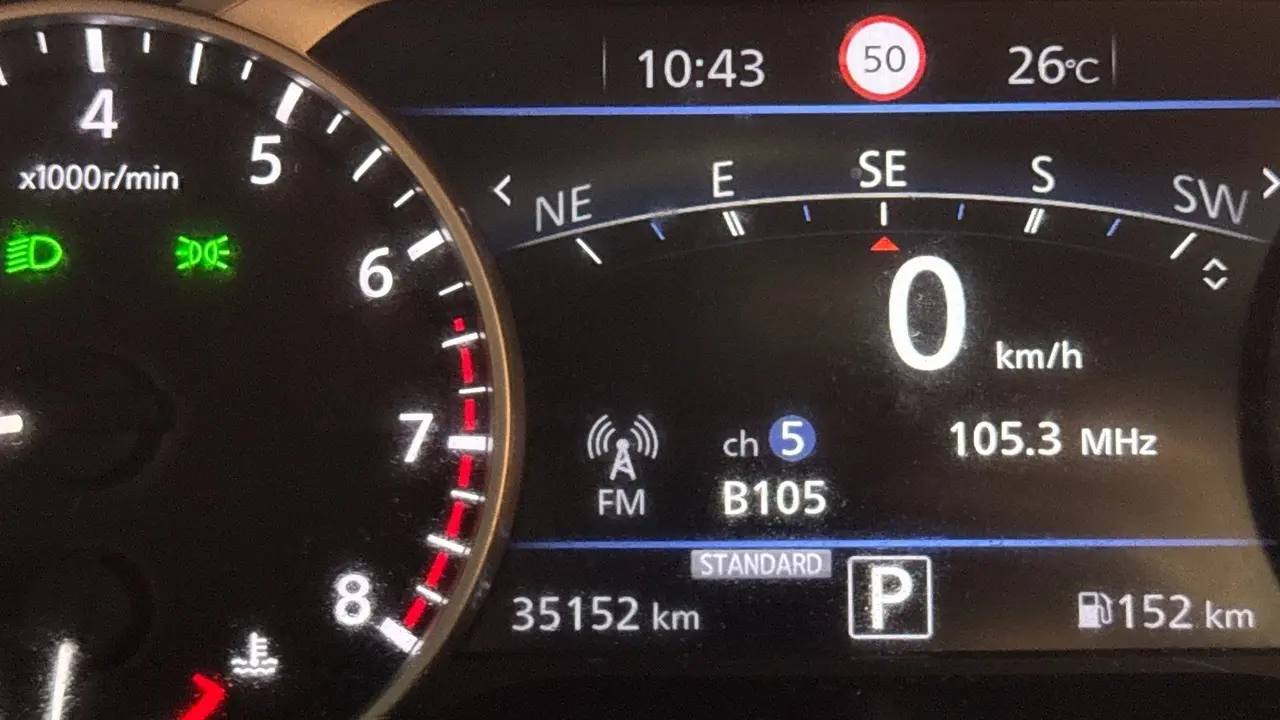 10:43 50 26°C
4
5
x1000r/min
6
7
8
NE E SE S SW
0 km/h
FM
ch 5
B105
105.3 MHz
STANDARD
35152 km
P
152 km